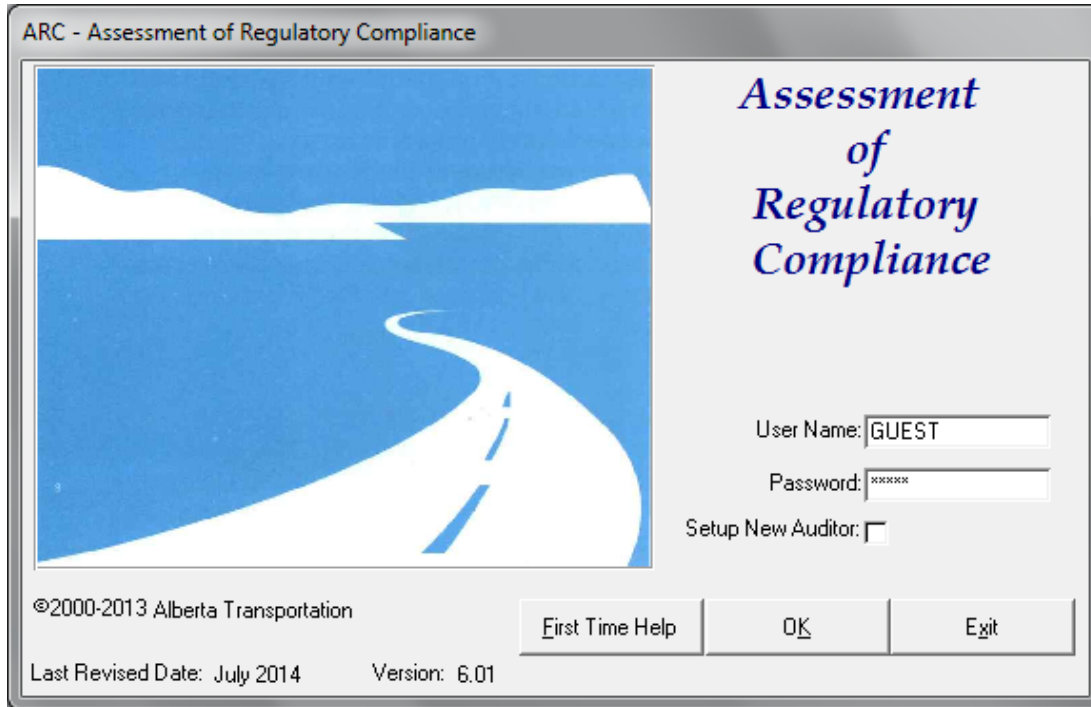 ARC - Assessment of Regulatory Compliance
Assessment
of
Regulatory
Compliance
User Name: GUEST
Password: *****
Setup New Auditor:
©2000-2013 Alberta Transportation
First Time Help
OK
Exit
Last Revised Date: July 2014 Version: 6.01